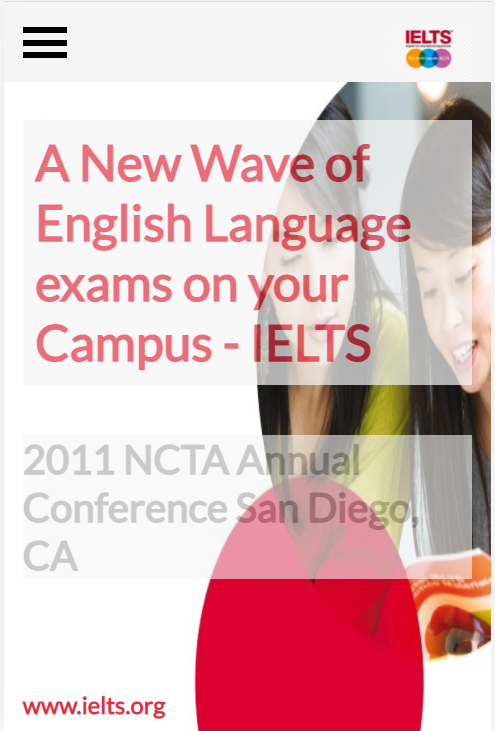 IELTS
A New Wave of
English Language
exams on your
Campus - IELTS
2011 NCTA Annual
Conference San Diego,
CA
www.ielts.org